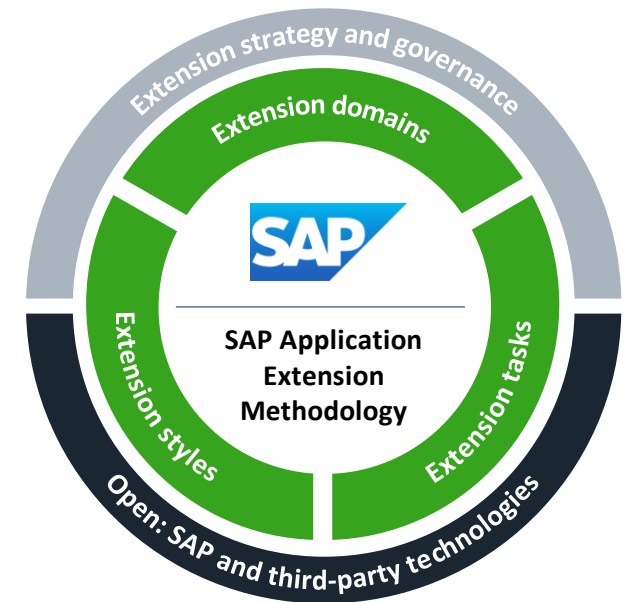 Extension strategy and governance
Extension domains
SAP
SAP Application
Extension
Methodology
Extension styles
Extension tasks
Open: SAP and third-party technologies